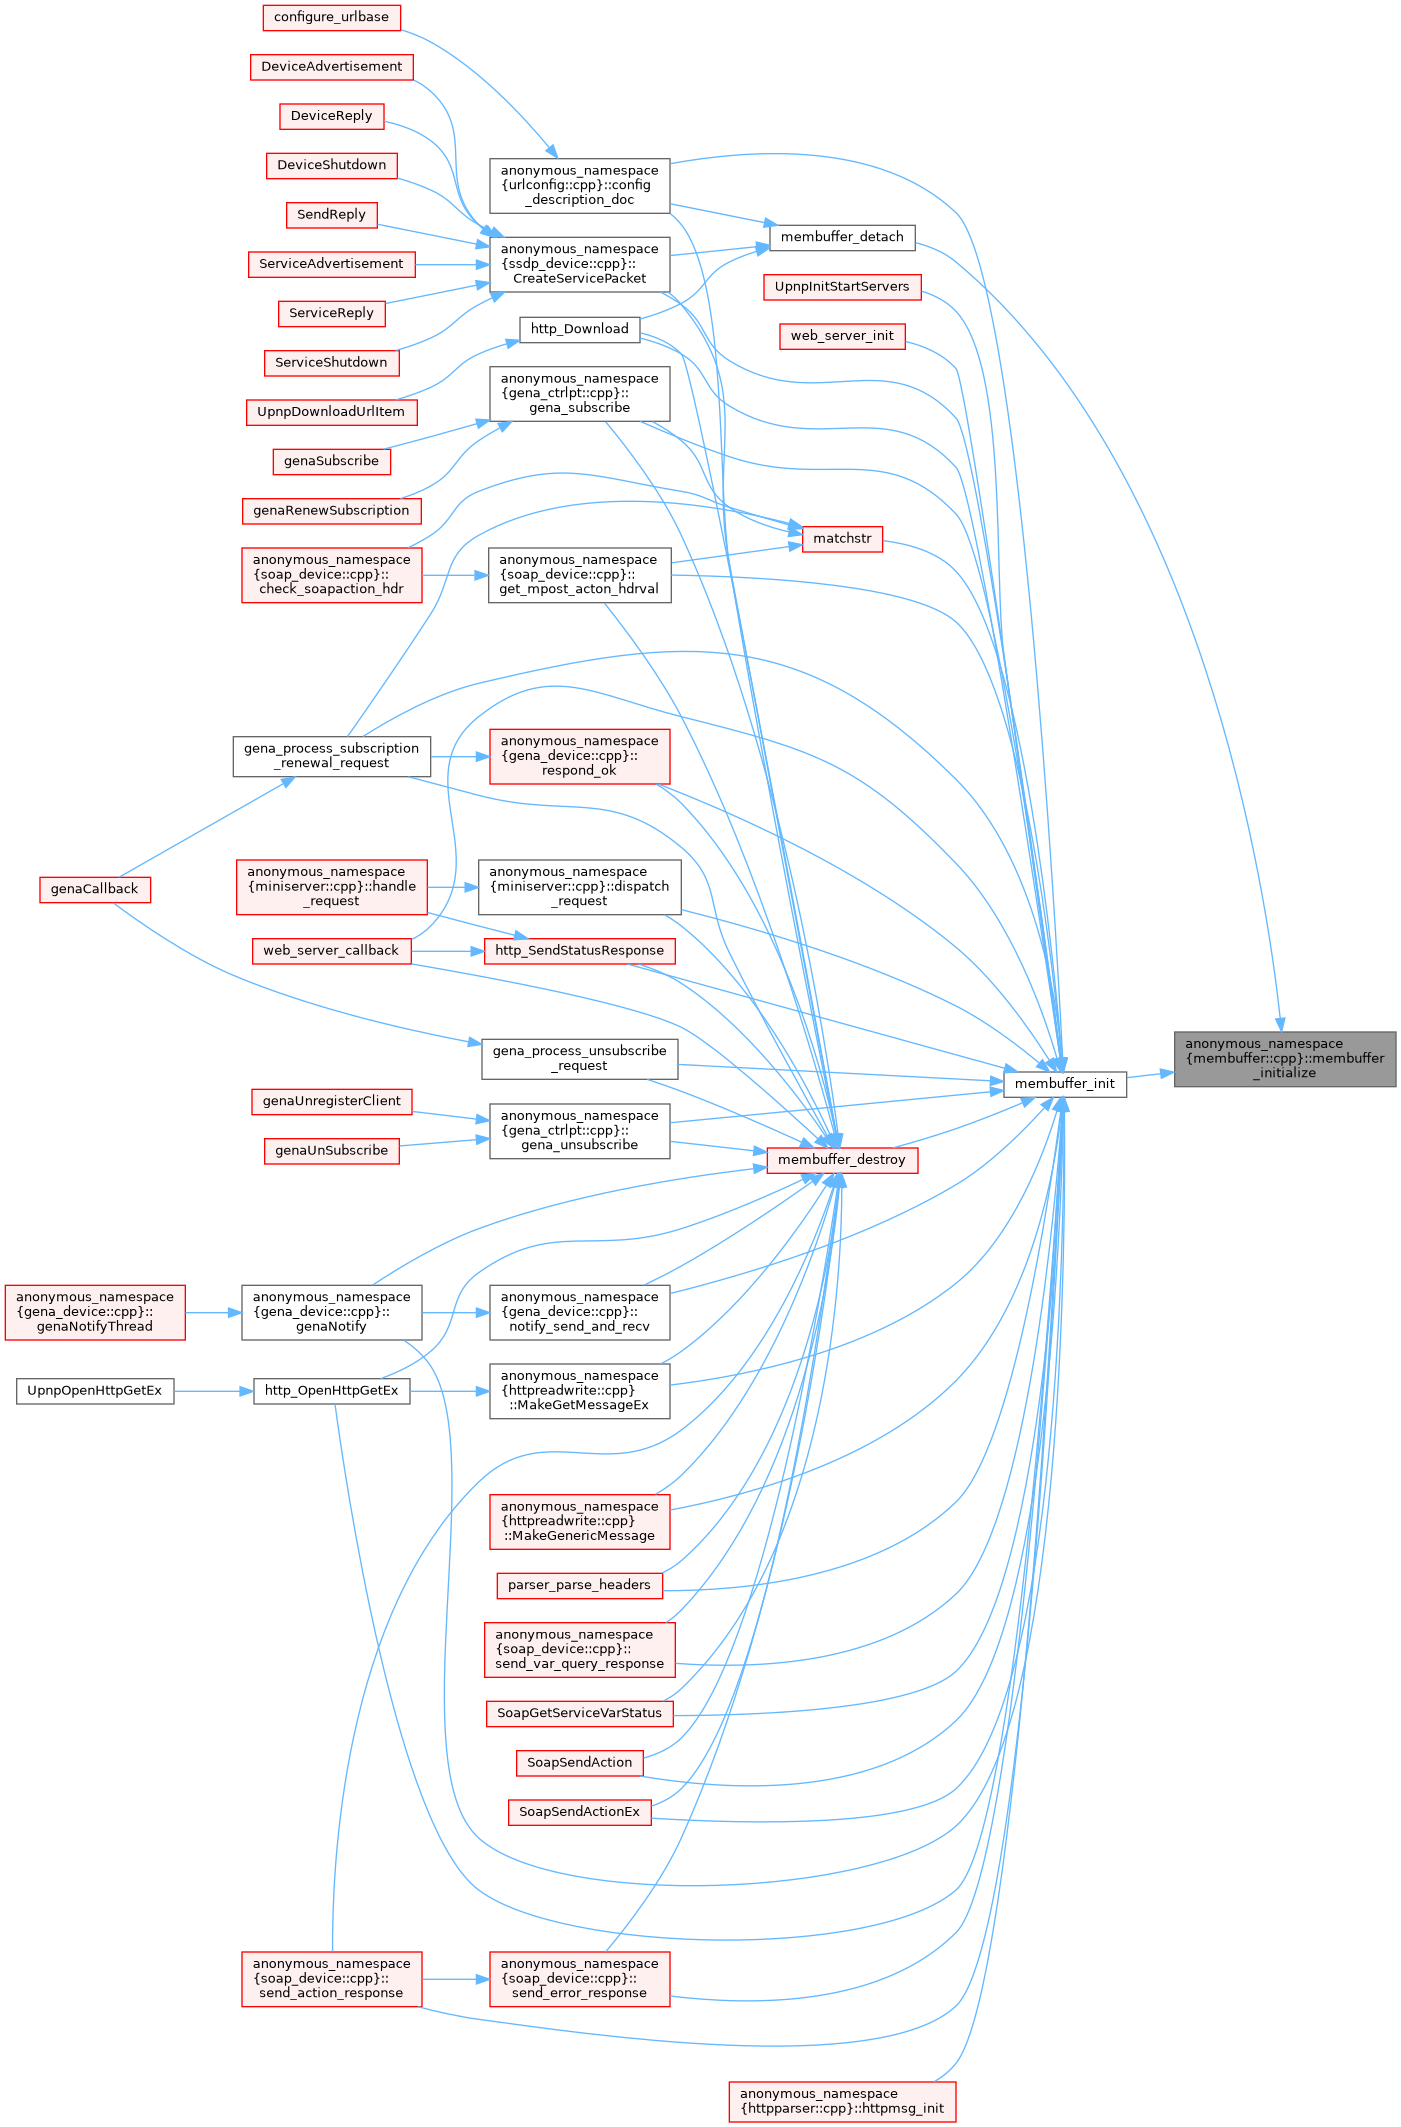 configure_urlbase
DeviceAdvertisement
DeviceReply
DeviceShutdown
anonymous_namespace
{urlconfig::cpp}::config
_description_doc
SendReply
membuffer_detach
ServiceAdvertisement
anonymous_namespace
{ssdp_device::cpp}::
CreateServicePacket
UpnpInitStartServers
ServiceReply
http_Download
web_server_init
ServiceShutdown
anonymous_namespace
{gena_ctrlpt::cpp}::
gena_subscribe
UpnpDownloadUrlItem
genaSubscribe
genaRenewSubscription
matchstr
anonymous_namespace
{soap_device::cpp}::
check_soapaction_hdr
anonymous_namespace
{soap_device::cpp}::
get_mpost_acton_hdrval
gena_process_subscription
_renewal_request
anonymous_namespace
{gena_device::cpp}::
respond_ok
genaCallback
anonymous_namespace
{miniserver::cpp}::handle
_request
anonymous_namespace
{miniserver::cpp}::dispatch
_request
web_server_callback
http_SendStatusResponse
gena_process_unsubscribe
_request
anonymous_namespace
{membuffer::cpp}::membuffer
_initialize
membuffer_init
genaUnregisterClient
anonymous_namespace
{gena_ctrlpt::cpp}::
gena_unsubscribe
genaUnSubscribe
membuffer_destroy
anonymous_namespace
{gena_device::cpp}::
genaNotifyThread
anonymous_namespace
{gena_device::cpp}::
genaNotify
anonymous_namespace
{gena_device::cpp}::
notify_send_and_recv
UpnpOpenHttpGetEx
http_OpenHttpGetEx
anonymous_namespace
{httpreadwrite::cpp}
::MakeGetMessageEx
anonymous_namespace
{httpreadwrite::cpp}
::MakeGenericMessage
parser_parse_headers
anonymous_namespace
{soap_device::cpp}::
send_var_query_response
SoapGetServiceVarStatus
SoapSendAction
SoapSendActionEx
anonymous_namespace
{soap_device::cpp}::
send_action_response
anonymous_namespace
{soap_device::cpp}::
send_error_response
anonymous_namespace
{httpparser::cpp}::httpmsg_init